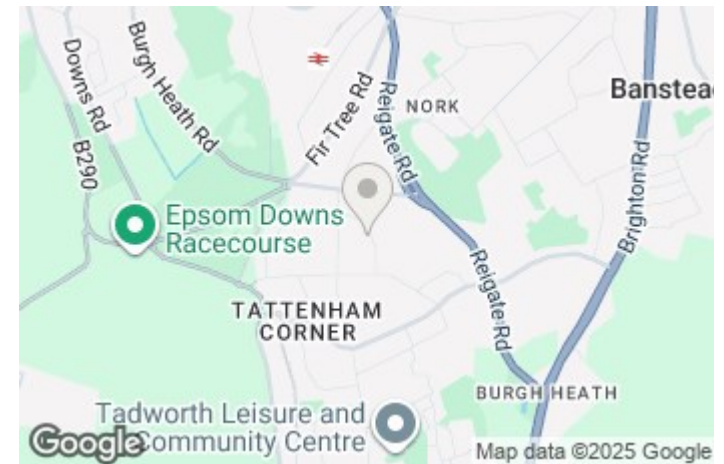 Burgh Heath Rd
Downs Rd
B290
Fir Tree Rd
Reigate Rd
NORK
Banstea
Brighton Rd
Epsom Downs
Racecourse
Reigate Rd
TATTENHAM
CORNER
BURGH HEATH
Tadworth Leisure and
Community Centre
Google
Map data ©2025 Google